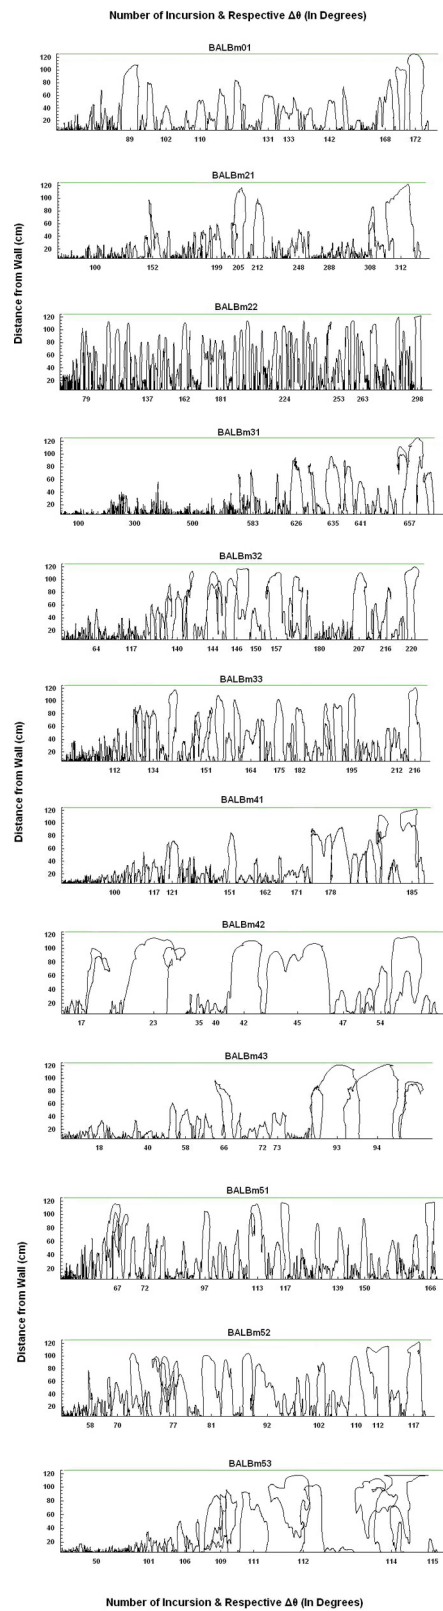 Number of Incursion & Respective Δθ (In Degrees)
BALBm01
120
100
80
60
40
20
89 102 110 131 133 142 168 172
BALBm21
120
100
80
60
40
20
100 152 199 205 212 248 288 308 312
Distance from Wall (cm)
BALBm22
120
100
80
60
40
20
79 137 162 181 224 253 263 298
BALBm31
120
100
80
60
40
20
100 300 500 583 626 635 641 657
BALBm32
120
100
80
60
40
20
64 117 140 144 146 150 157 180 207 216 220
BALBm33
120
100
80
60
40
20
112 134 151 164 175 182 195 212 216
Distance from Wall (cm)
BALBm41
120
100
80
60
40
20
100 117 121 151 162 171 178 185
BALBm42
120
100
80
60
40
20
17 23 35 40 42 45 47 54
BALBm43
120
100
80
60
40
20
18 40 58 66 72 73 93 94
BALBm51
120
100
80
60
40
20
67 72 97 113 117 139 150 166
Distance from Wall (cm)
BALBm52
120
100
80
60
40
20
58 70 77 81 92 102 110 112 117
BALBm53
120
100
80
60
40
20
50 101 106 109 111 112 114 115
Number of Incursion & Respective Δθ (In Degrees)